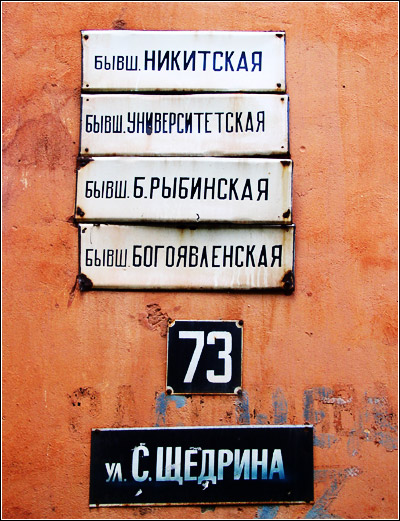 БЫВШ. НИКИТСКАЯ
БЫВШ. УНИВЕРСИТЕТСКАЯ
БЫВШ. Б. РЫБИНСКАЯ
БЫВШ. БОГОЯВЛЕНСКАЯ
73
УЛ. С. ЩЕДРИНА